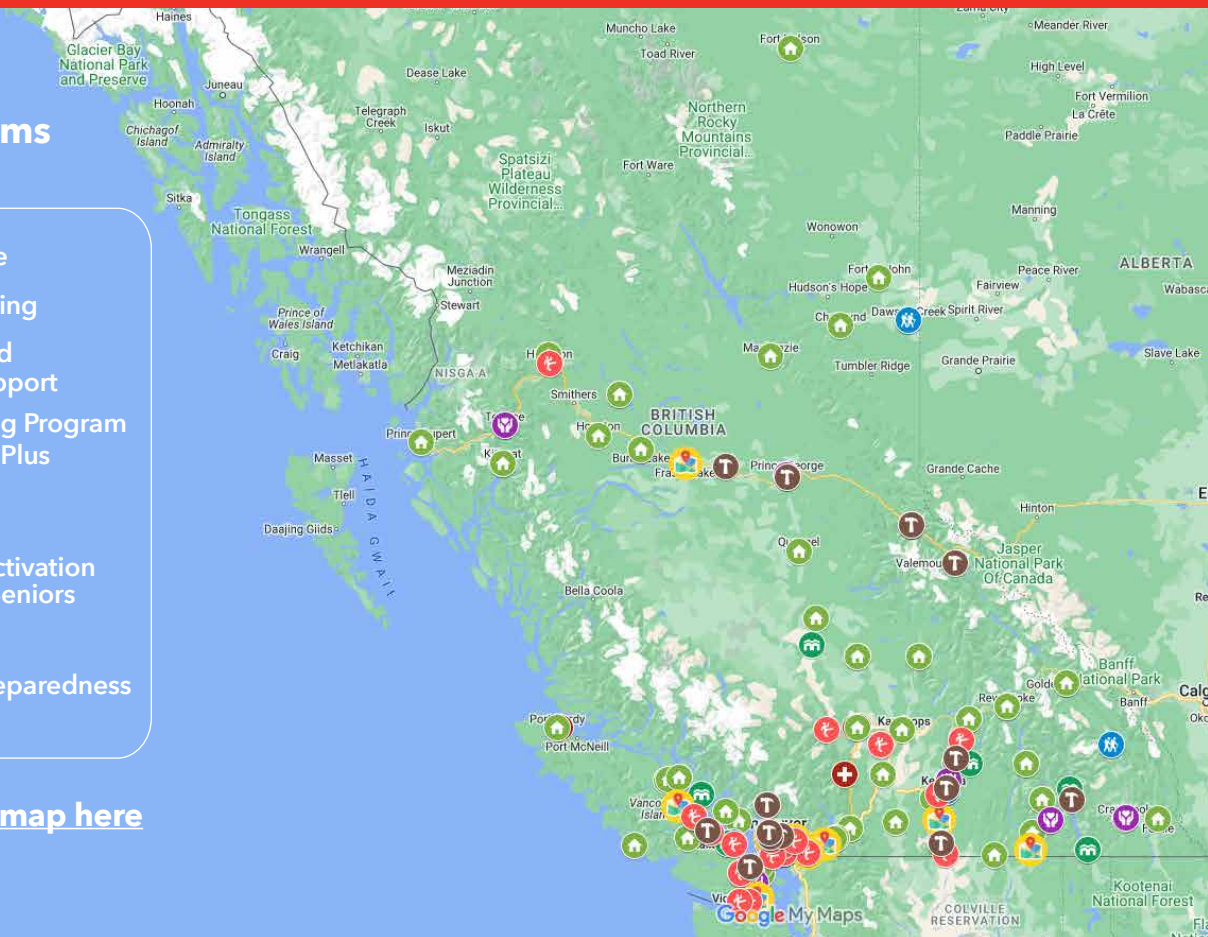 ms
e
ing
d
pport
g Program
Plus
ctivation
eniors
eparedness
map here
Haines
Glacier Bay
National Park
and Preserve
Juneau
Hoonah
Chichagof
Island
Admiralty
Island
Sitka
Tongass
National Forest
Wrangell
Prince of
Wales Island
Craig
Ketchikan
Metlakatla
Muncho Lake
Toad River
Dease Lake
Telegraph
Creek
Iskut
Spatsizi
Plateau
Wilderness
Provincial...
Northern
Rocky
Mountains
Provincial...
Fort Ware
Meander River
High Level
Fort Vermilion
La Crête
Paddle Prairie
Manning
Wonowon
Peace River
ALBERTA
Hudson's Hope
Fairview
Wabasc
Creek
Spirit River
Meziadin
Junction
Stewart
NISGA'A
Smithers
BRITISH
COLUMBIA
Tumbler Ridge
Grande Prairie
Slave Lake
Masset
HAIDA GWAII
Tlell
Daajing Giids
Grande Cache
Hinton
E
Jasper
National Park
Of Canada
Re
Bella Coola
Banff
National Park
Banff
Calg
Oko
Port McNeill
Kootenai
National Forest
COLVILLE
RESERVATION
Fla
Google My Maps